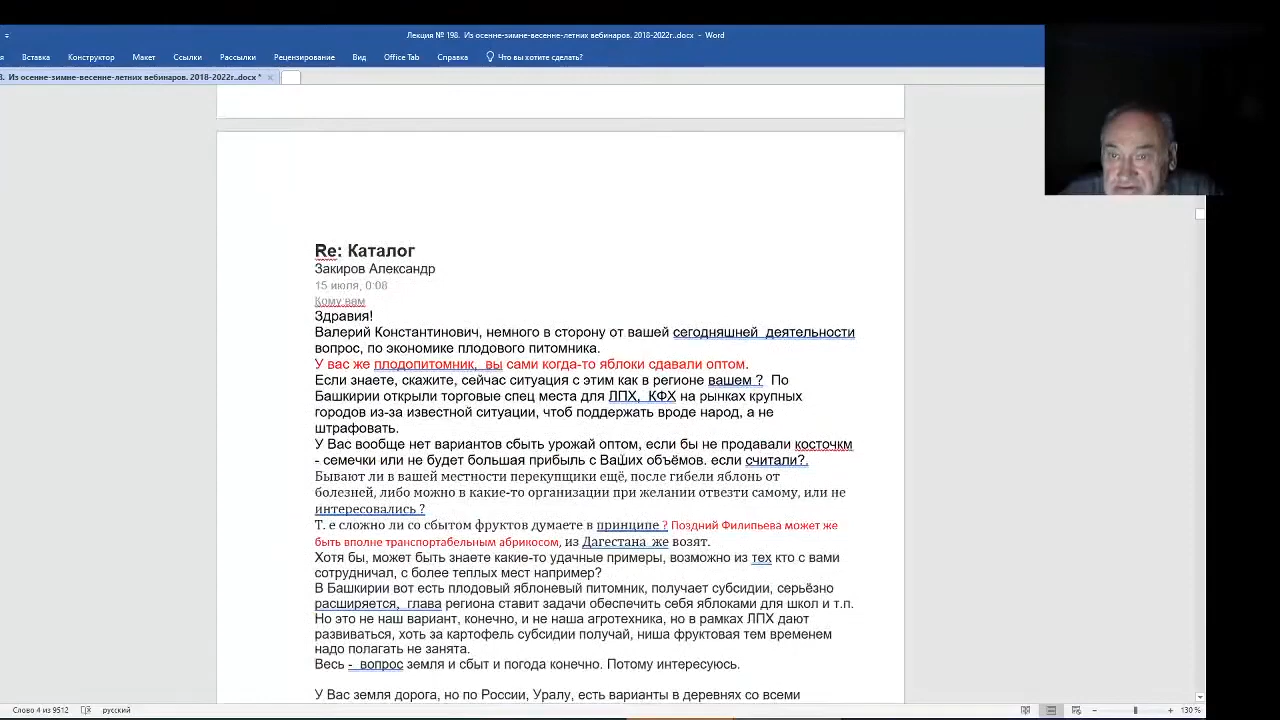 Лекция № 198.  Из осенне-зимне-весенне-летних вебинаров. 2018-2022г..docx  -  Word
я Вставка Конструктор Макет Ссылки Рассылки Рецензирование Вид Office Tab Справка Что вы хотите сделать?
8.  Из осенне-зимне-весенне-летних вебинаров. 2018-2022г..docx *
Re: Каталог
Закиров Александр
15 июля, 0:08
Кому:вам
Здравия!
Валерий Константинович, немного в сторону от вашей сегодняшней  деятельности
вопрос, по экономике плодового питомника.
У вас же плодопитомник,  вы сами когда-то яблоки сдавали оптом.
Если знаете, скажите, сейчас ситуация с этим как в регионе вашем ?  По
Башкирии открыли торговые спец места для ЛПХ,  КФХ на рынках крупных
городов из-за известной ситуации, чтоб поддержать вроде народ, а не
штрафовать.
У Вас вообще нет вариантов сбыть урожай оптом, если бы не продавали косточкм
- семечки или не будет большая прибыль с Ваших объёмов. если считали?.
Бывают ли в вашей местности перекупщики ещё, после гибели яблонь от
болезней, либо можно в какие-то организации при желании отвезти самому, или не
интересовались ?
Т. е сложно ли со сбытом фруктов думаете в принципе ? Поздний Филипьева может же
быть вполне транспортабельным абрикосом, из Дагестана  же возят.
Хотя бы, может быть знаете какие-то удачные примеры, возможно из тех кто с вами
сотрудничал, с более теплых мест например?
В Башкирии вот есть плодовый яблоневый питомник, получает субсидии, серьёзно
расширяется,  глава региона ставит задачи обеспечить себя яблоками для школ и т.п.
Но это не наш вариант, конечно, и не наша агротехника, но в рамках ЛПХ дают
развиваться, хоть за картофель субсидии получай, ниша фруктовая тем временем
надо полагать не занята.
Весь -  вопрос земля и сбыт и погода конечно. Потому интересуюсь.
У Вас земля дорога, но по России, Уралу, есть варианты в деревнях со всеми
Слово 4 из 9512 русский 130 %